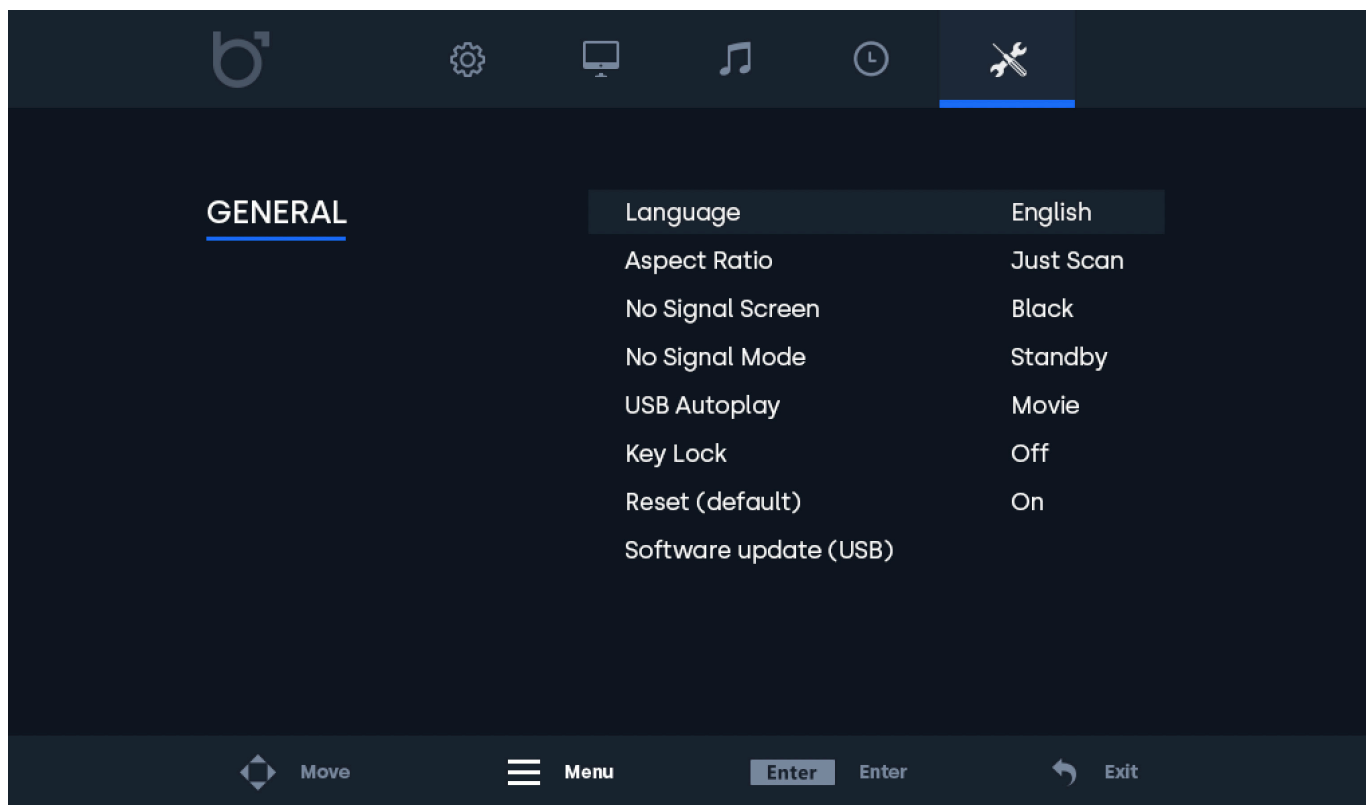 GENERAL
Language English
Aspect Ratio Just Scan
No Signal Screen Black
No Signal Mode Standby
USB Autoplay Movie
Key Lock Off
Reset (default) On
Software update (USB)
Move Menu Enter Enter Exit